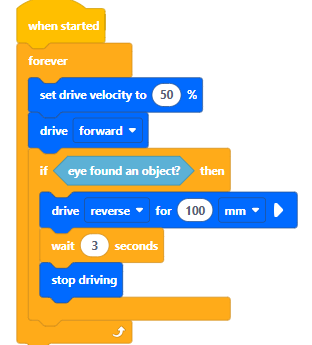 when started
forever
set drive velocity to 50 %
drive forward
if eye found an object? then
drive reverse for 100 mm
wait 3 seconds
stop driving